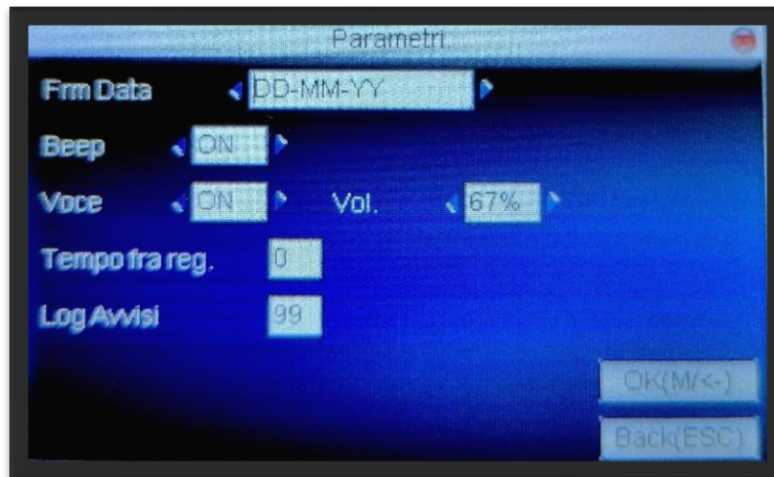 Parametri.
Frm Data DD-MM-YY
Beep ON
Voce ON Vol. 67%
Tempo fra reg. 0
Log Avvisi 99
OK(M/<-)
Back(ESC)